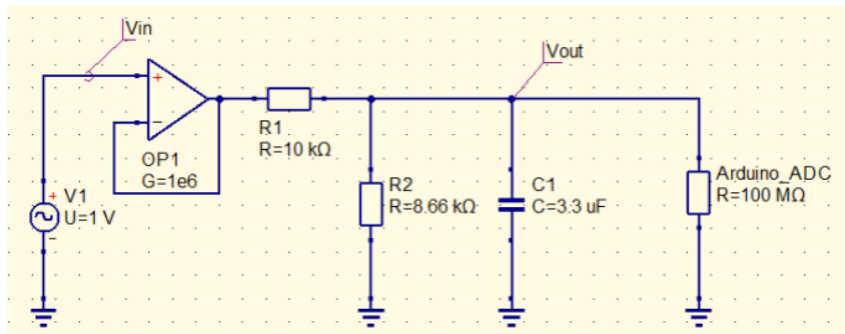 Vin
Vout
+
−
OP1
G=1e6
R1
R=10 kΩ
+
V1
U=1 V
−
R2
R=8.66 kΩ
C1
C=3.3 uF
Arduino_ADC
R=100 MΩ